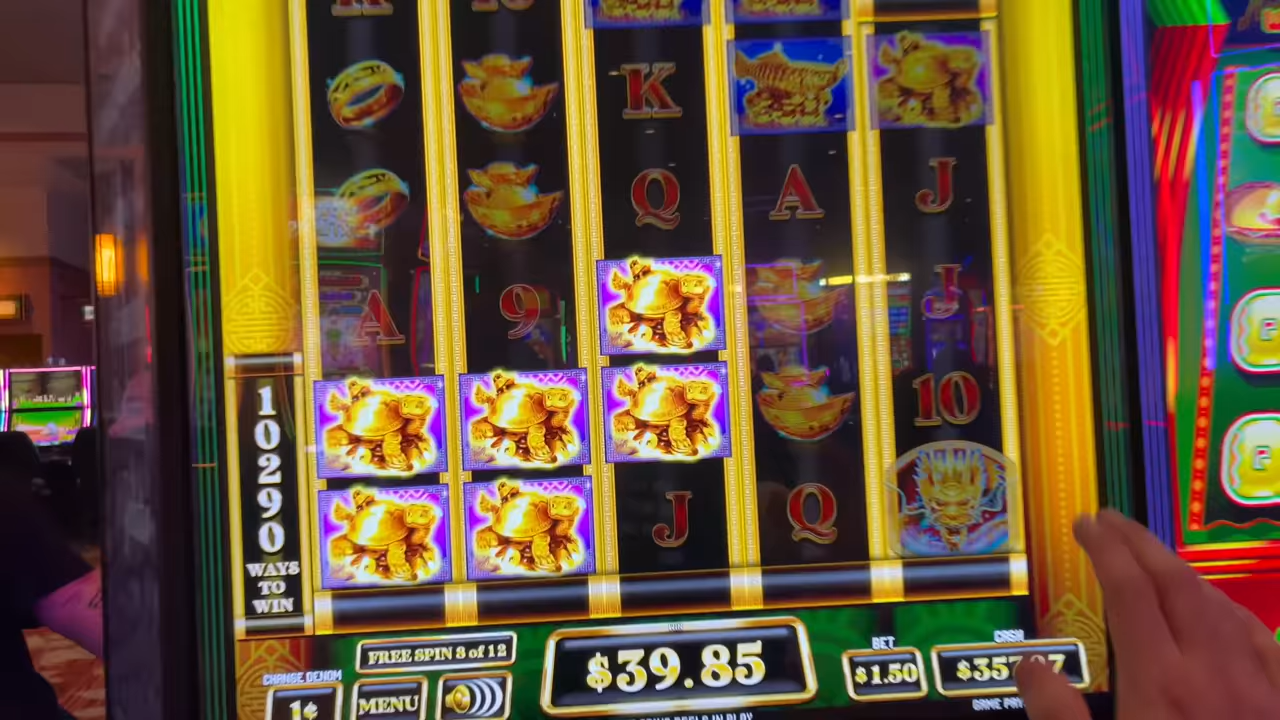 K
Q
A
J
A
9
J
10
J
Q
10290
WAYS
TO
WIN
FREE SPIN 8 of 12
WIN
$39.85
BET
$1.50
CASH
CHANGE DENOM
1¢
MENU